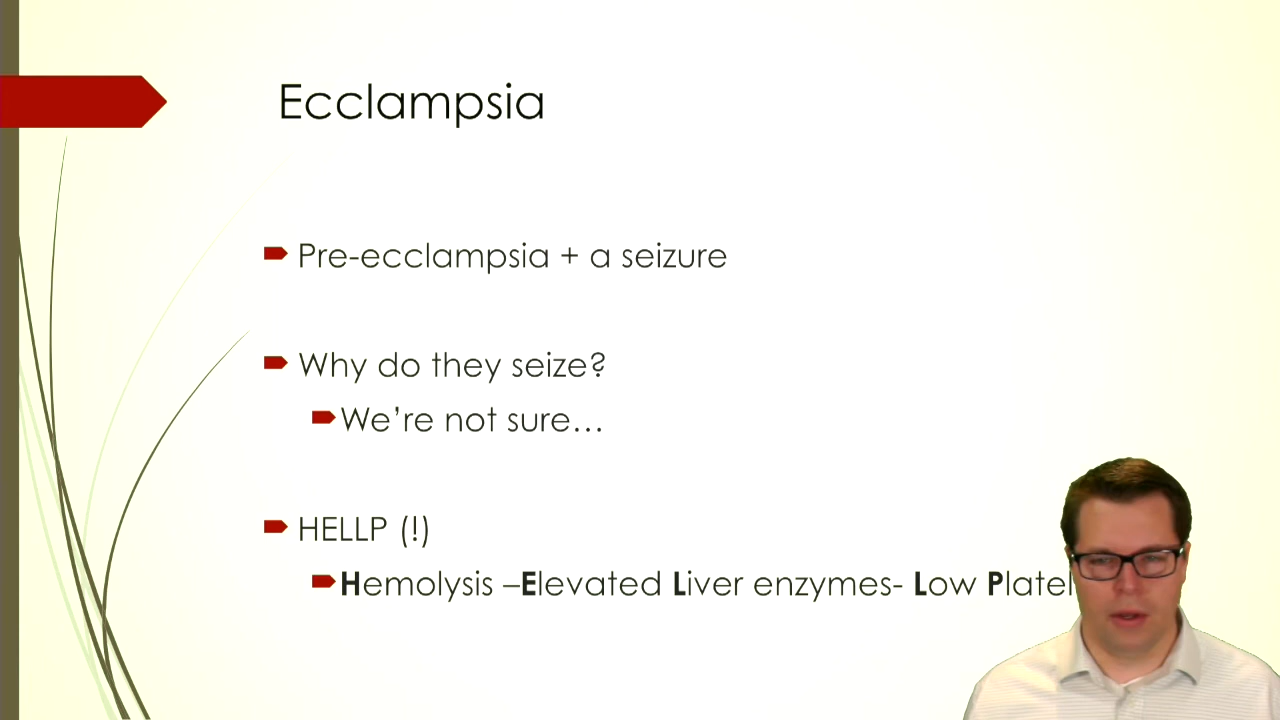 Ecclampsia
Pre-ecclampsia + a seizure
Why do they seize?
We’re not sure…
HELLP (!)
Hemolysis –Elevated Liver enzymes- Low